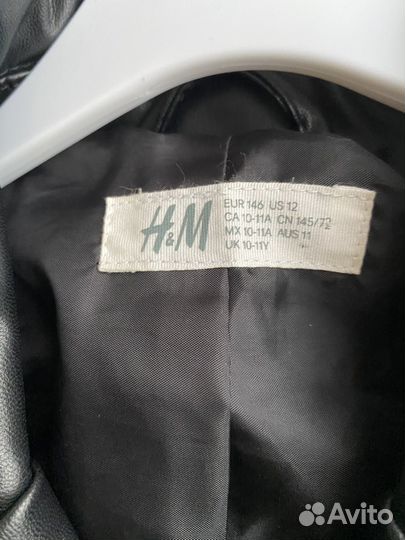 H&M
EUR 146 US 12
CA 10-11A CN 145/72
MX 10-11A AUS 11
UK 10-11Y
Avito